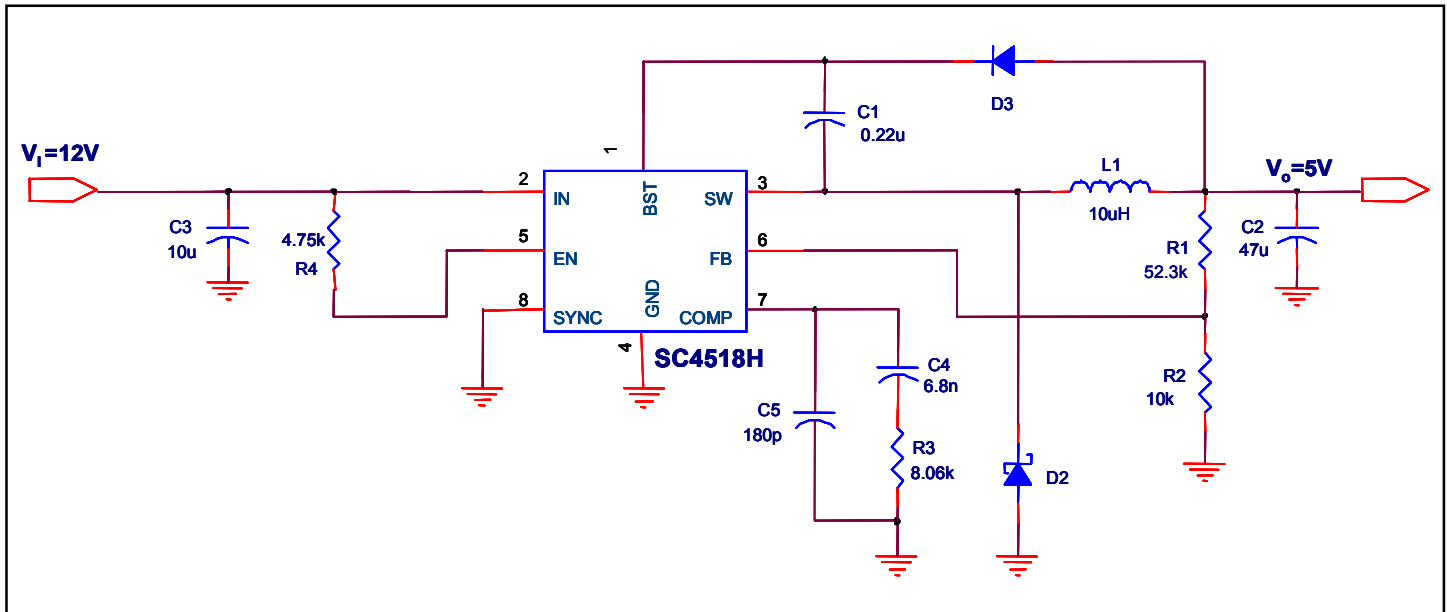 D3
C1
0.22u
V_I=12V
1
2
IN
BST
SW
3
L1
10uH
V_o=5V
C3
10u
4.75k
R4
5
EN
FB
6
R1
52.3k
C2
47u
8
SYNC
GND
COMP
7
4
SC4518H
C4
6.8n
R2
10k
C5
180p
R3
8.06k
D2